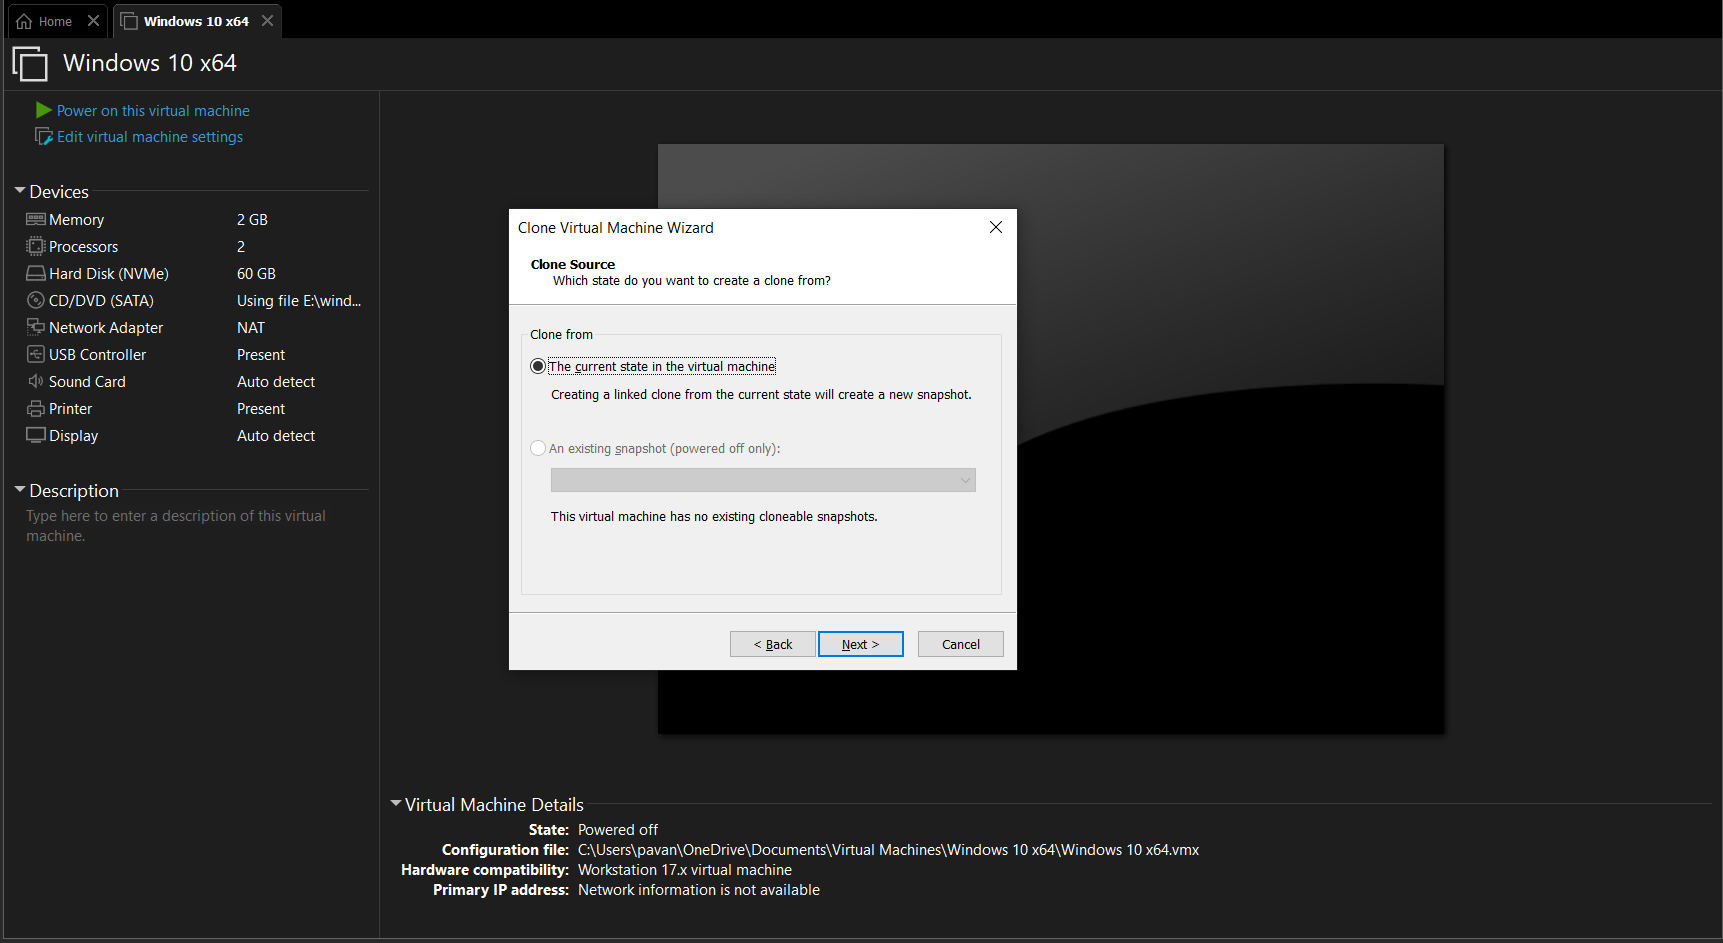 Home
Windows 10 x64
Windows 10 x64
Power on this virtual machine
Edit virtual machine settings
Devices
Memory 2 GB
Processors 2
Hard Disk (NVMe) 60 GB
CD/DVD (SATA) Using file E:\wind...
Network Adapter NAT
USB Controller Present
Sound Card Auto detect
Printer Present
Display Auto detect
Description
Type here to enter a description of this virtual
machine.
Clone Virtual Machine Wizard
Clone Source
Which state do you want to create a clone from?
Clone from
The current state in the virtual machine
Creating a linked clone from the current state will create a new snapshot.
An existing snapshot (powered off only):
This virtual machine has no existing cloneable snapshots.
< Back Next > Cancel
Virtual Machine Details
State: Powered off
Configuration file: C:\Users\pavan\OneDrive\Documents\Virtual Machines\Windows 10 x64\Windows 10 x64.vmx
Hardware compatibility: Workstation 17.x virtual machine
Primary IP address: Network information is not available